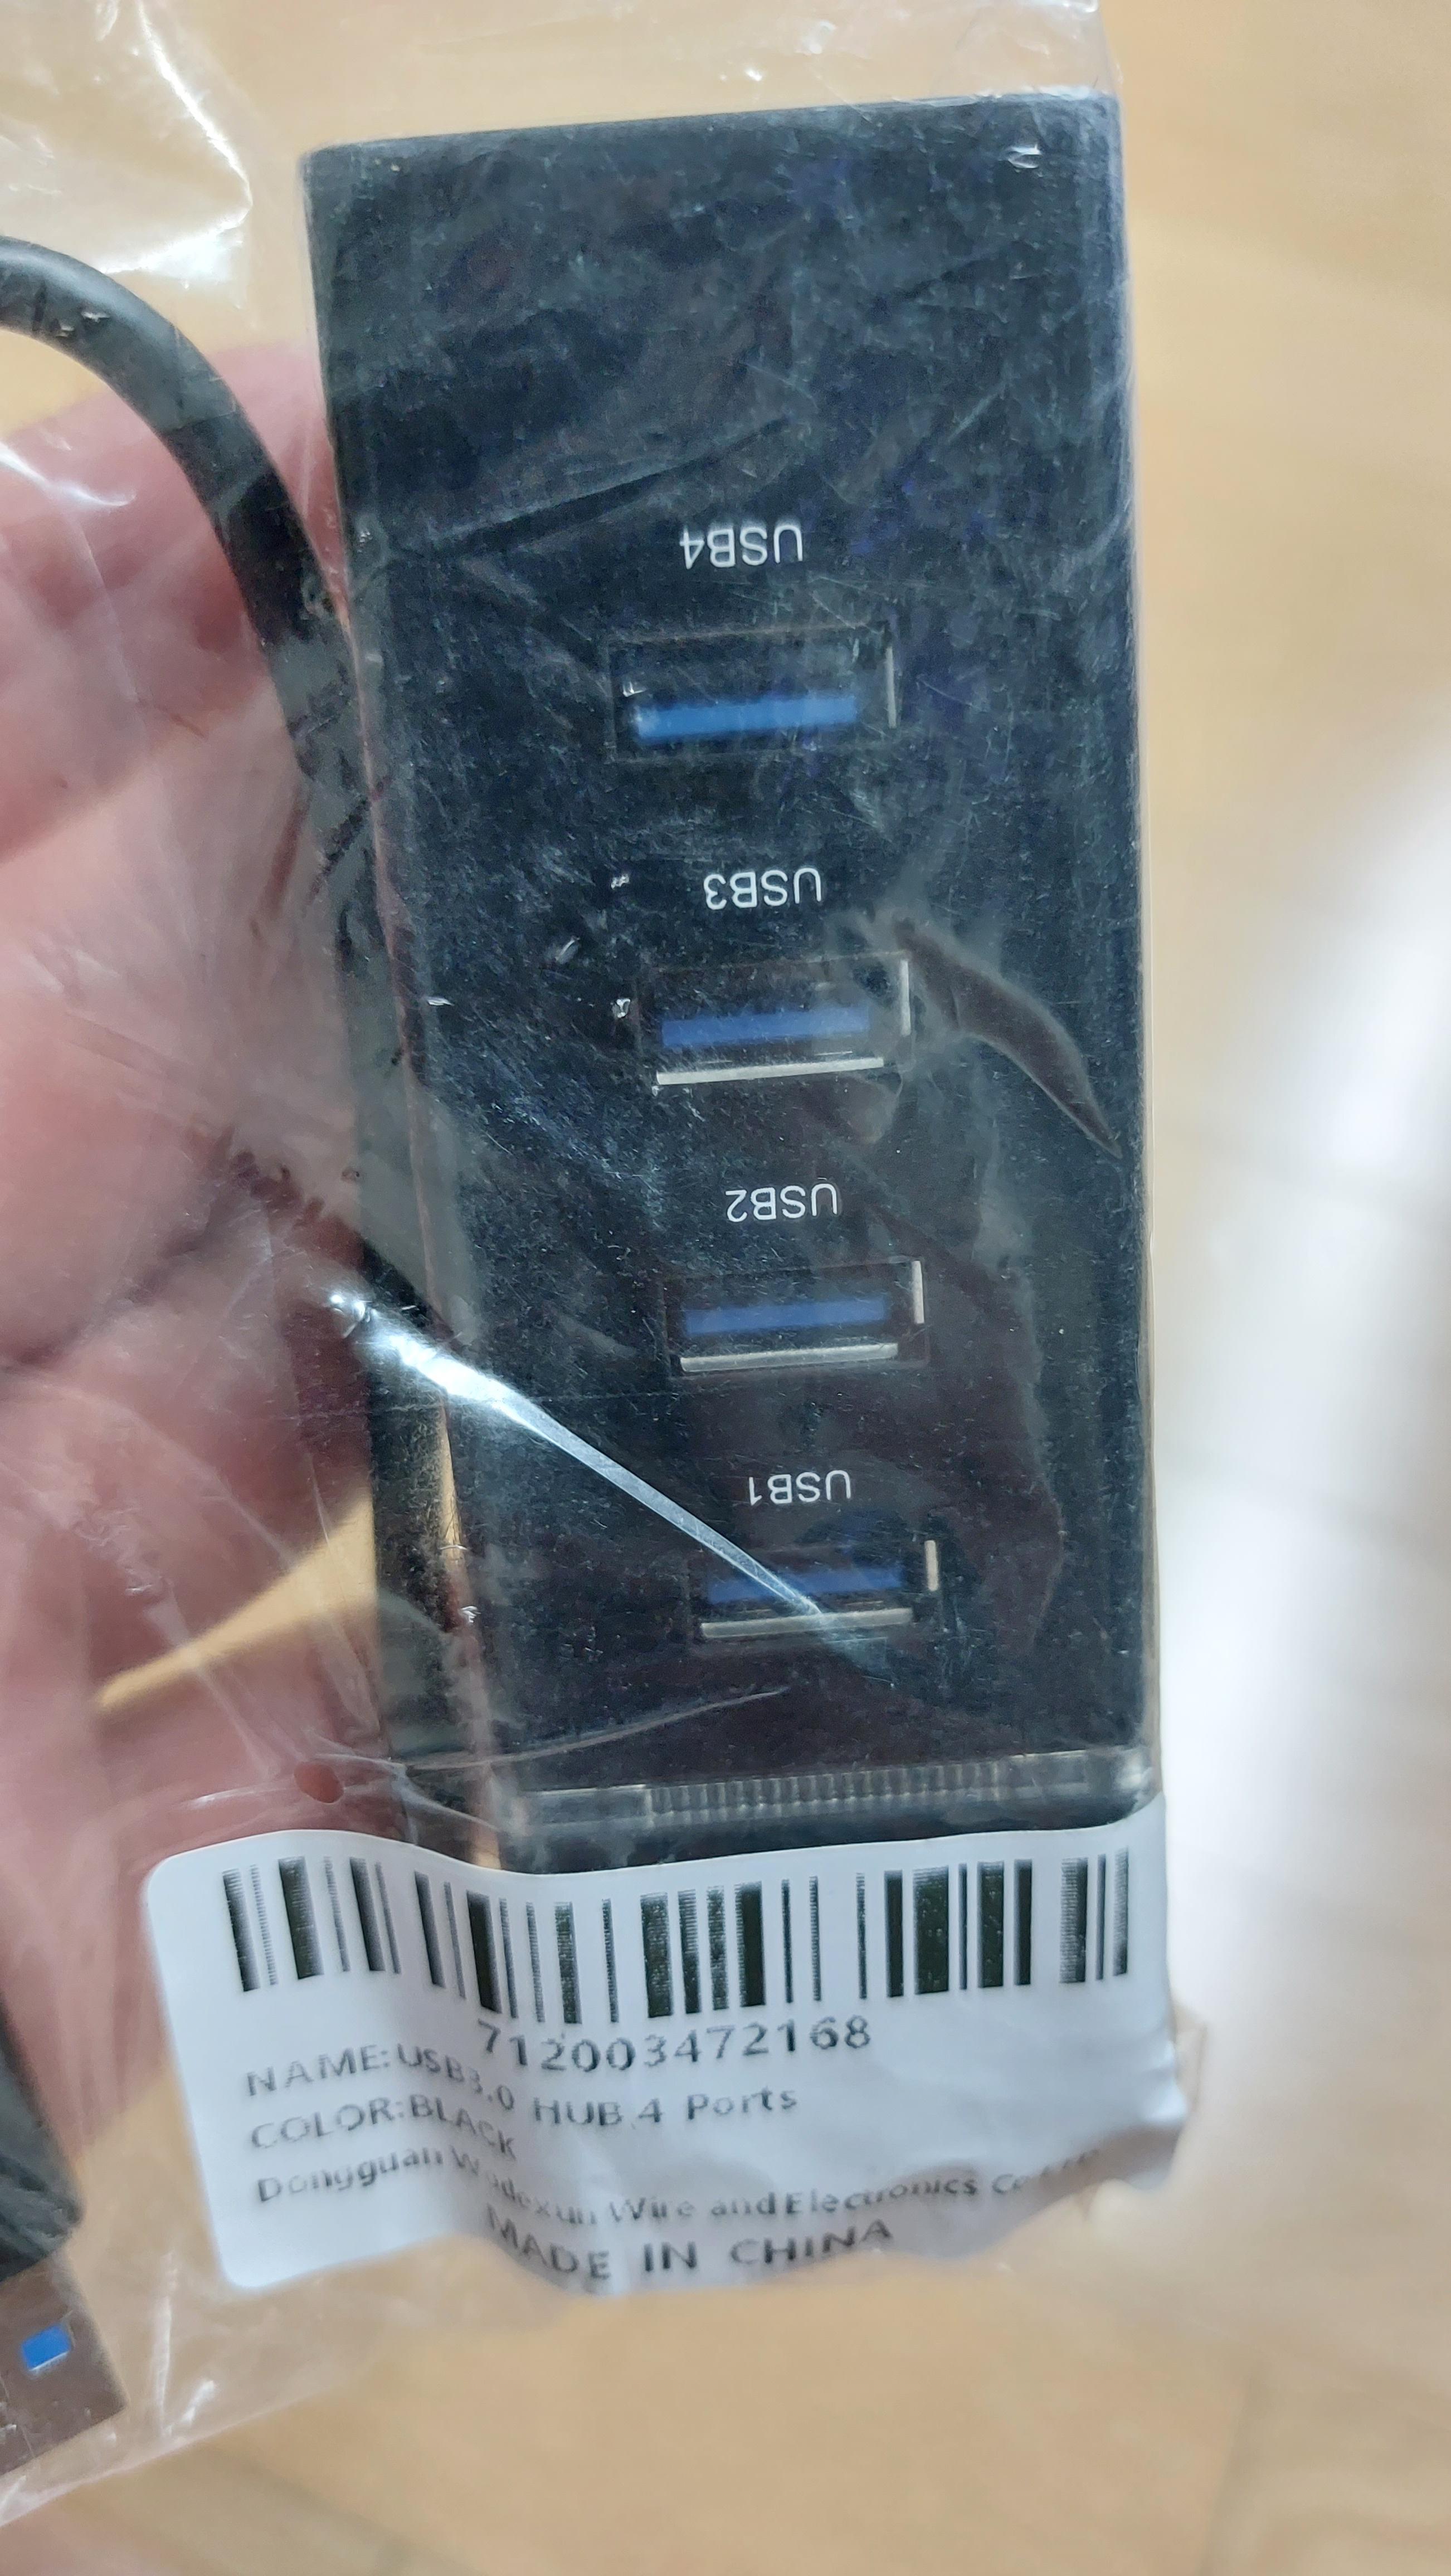 USB4
USB3
USB2
USB1
712003472168
NAME:USB3.0 HUB 4 Ports
COLOR:BLACK
Dongguan Wire and Electronics
MADE IN CHINA